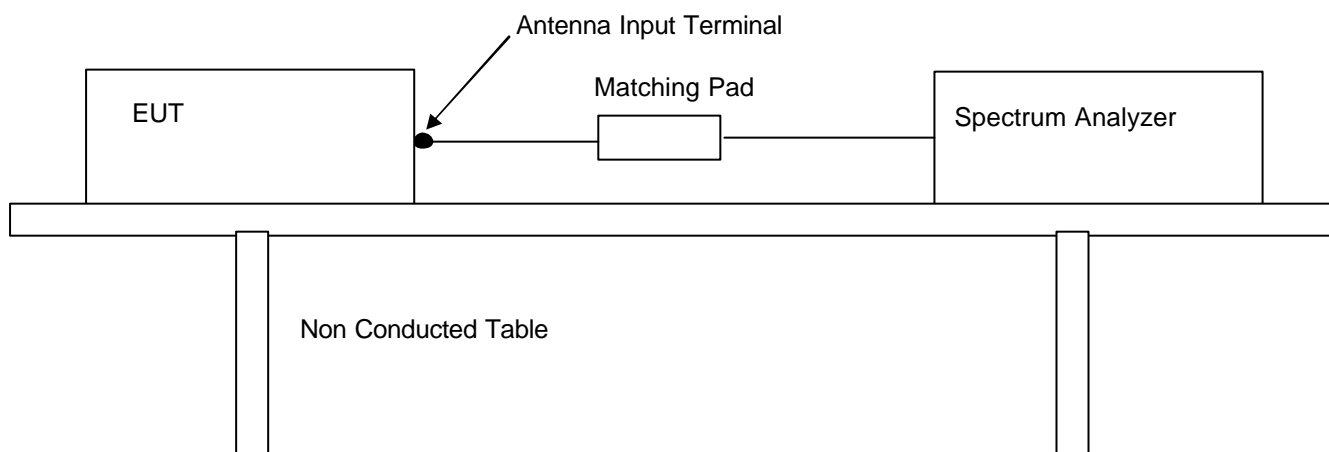 Antenna Input Terminal
Matching Pad
EUT
Spectrum Analyzer
Non Conducted Table